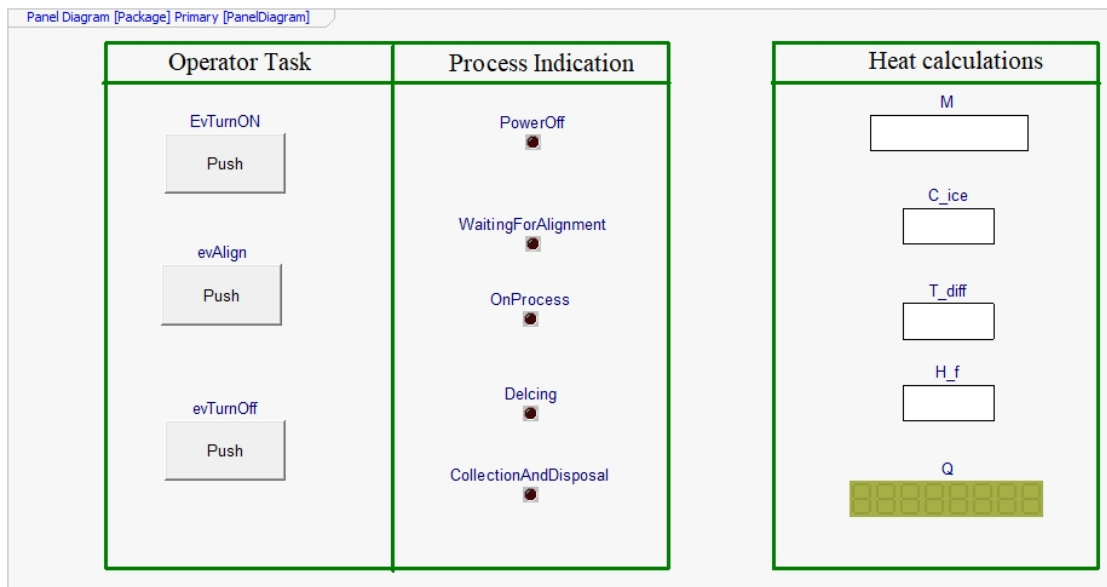 Panel Diagram [Package] Primary [PanelDiagram]
Operator Task
EvTurnON
Push
evAlign
Push
evTurnOff
Push
Process Indication
PowerOff
WaitingForAlignment
OnProcess
DeIcing
CollectionAndDisposal
Heat calculations
M
C_ice
T_diff
H_f
Q